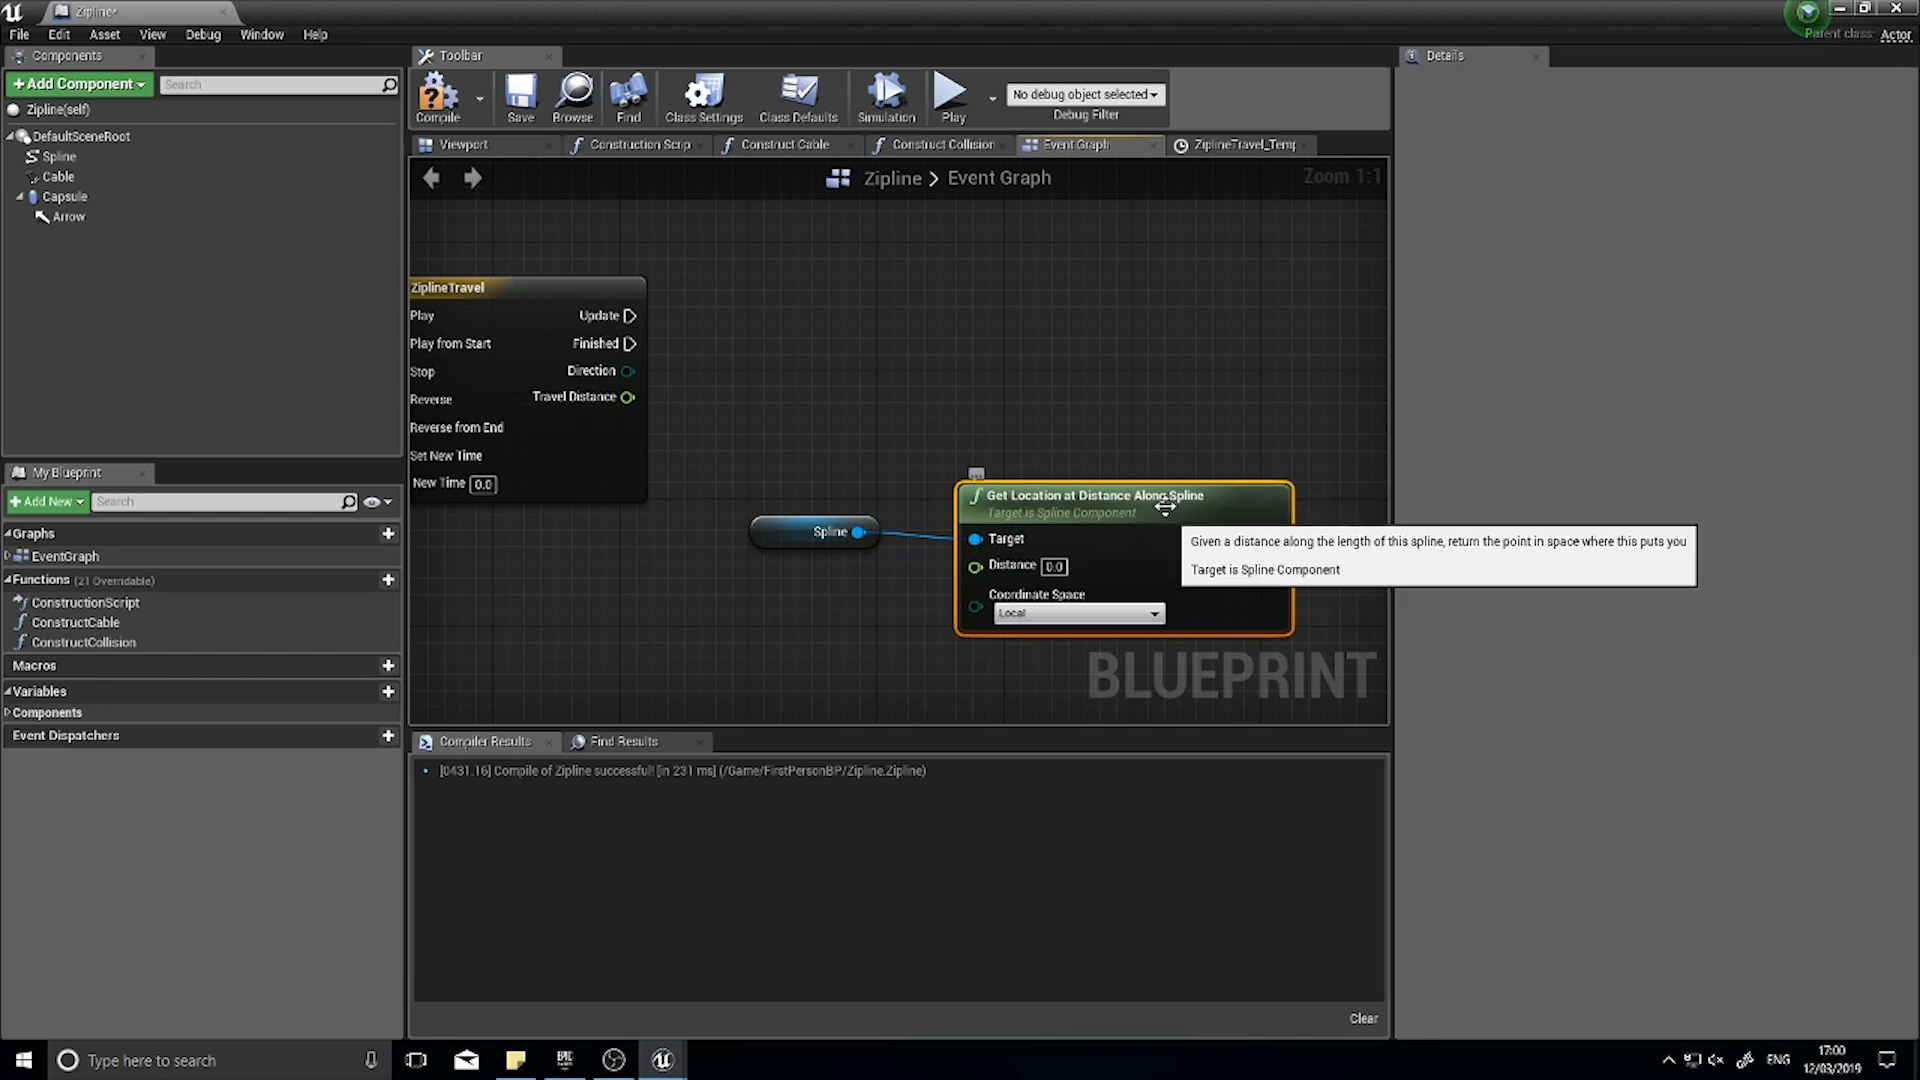 Zipline*
File Edit Asset View Debug Window Help
Parent class: Actor
Components
+Add Component
Search
Zipline(self)
DefaultSceneRoot
Spline
Cable
Capsule
Arrow
My Blueprint
+Add New
Search
Graphs
EventGraph
Functions (21 Overridable)
ConstructionScript
ConstructCable
ConstructCollision
Macros
Variables
Components
Event Dispatchers
Toolbar
Compile
Save
Browse
Find
Class Settings
Class Defaults
Simulation
Play
No debug object selected
Debug Filter
Viewport
Construction Scrip
Construct Cable
Construct Collision
Event Graph
ZiplineTravel_Temp
Zipline > Event Graph
Zoom 1:1
ZiplineTravel
Play
Update
Play from Start
Finished
Stop
Direction
Reverse
Travel Distance
Reverse from End
Set New Time
New Time 0.0
Spline
Get Location at Distance Along Spline
Target is Spline Component
Target
Distance 0.0
Coordinate Space
Local
Given a distance along the length of this spline, return the point in space where this puts you
Target is Spline Component
BLUEPRINT
Compiler Results
Find Results
[0431.16] Compile of Zipline successful! [in 231 ms] (/Game/FirstPersonBP/Zipline.Zipline)
Clear
Details
Type here to search
EPIC
ENG
17:00
12/03/2019